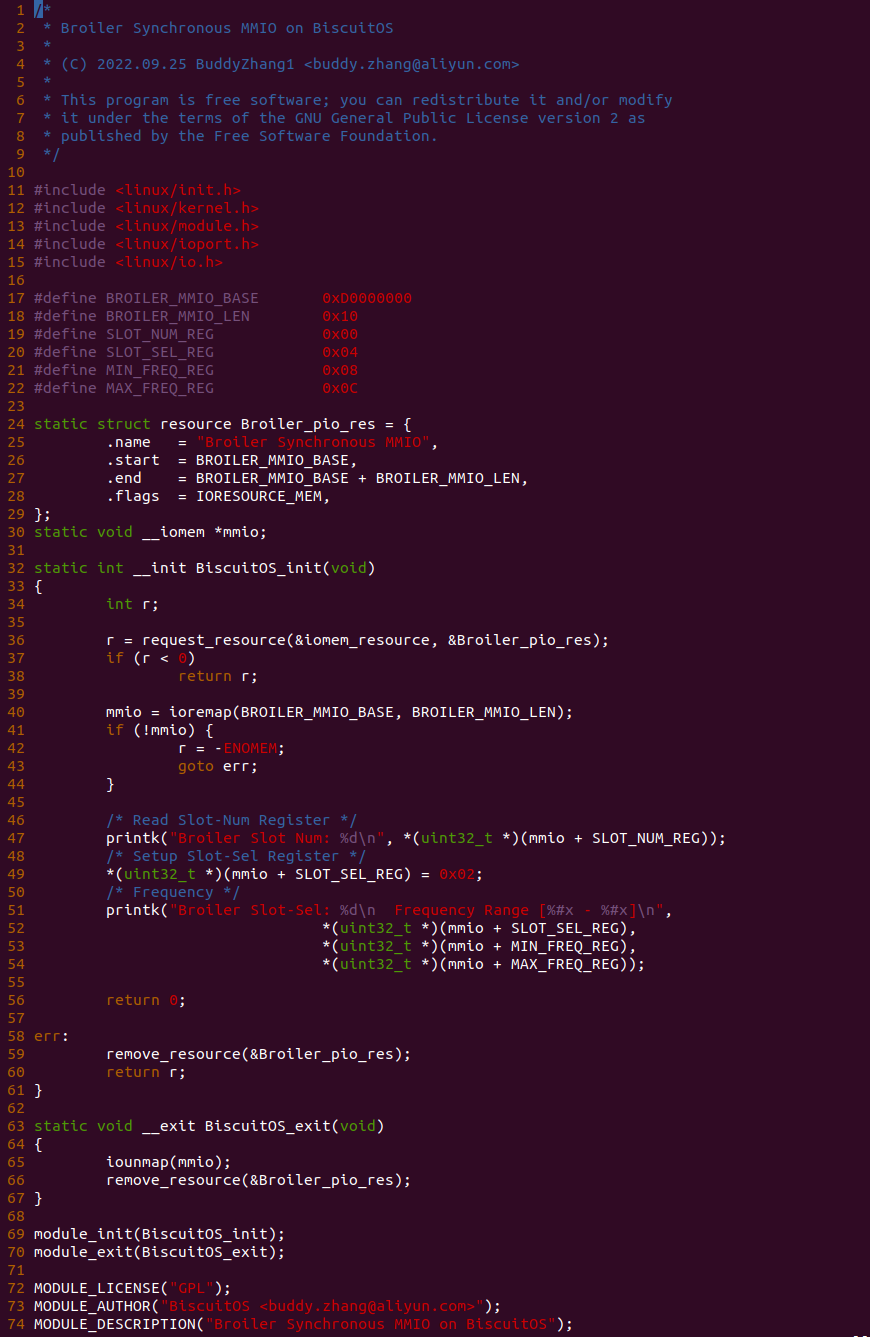 1 /*
2  * Broiler Synchronous MMIO on BiscuitOS
3  *
4  * (C) 2022.09.25 BuddyZhang1 <buddy.zhang@aliyun.com>
5  *
6  * This program is free software; you can redistribute it and/or modify
7  * it under the terms of the GNU General Public License version 2 as
8  * published by the Free Software Foundation.
9  */
10
11 #include <linux/init.h>
12 #include <linux/kernel.h>
13 #include <linux/module.h>
14 #include <linux/ioport.h>
15 #include <linux/io.h>
16
17 #define BROILER_MMIO_BASE       0xD0000000
18 #define BROILER_MMIO_LEN        0x10
19 #define SLOT_NUM_REG            0x00
20 #define SLOT_SEL_REG            0x04
21 #define MIN_FREQ_REG            0x08
22 #define MAX_FREQ_REG            0x0C
23
24 static struct resource Broiler_pio_res = {
25         .name   = "Broiler Synchronous MMIO",
26         .start  = BROILER_MMIO_BASE,
27         .end    = BROILER_MMIO_BASE + BROILER_MMIO_LEN,
28         .flags  = IORESOURCE_MEM,
29 };
30 static void __iomem *mmio;
31
32 static int __init BiscuitOS_init(void)
33 {
34         int r;
35
36         r = request_resource(&iomem_resource, &Broiler_pio_res);
37         if (r < 0)
38                 return r;
39
40         mmio = ioremap(BROILER_MMIO_BASE, BROILER_MMIO_LEN);
41         if (!mmio) {
42                 r = -ENOMEM;
43                 goto err;
44         }
45
46         /* Read Slot-Num Register */
47         printk("Broiler Slot Num: %d\n", *(uint32_t *)(mmio + SLOT_NUM_REG));
48         /* Setup Slot-Sel Register */
49         *(uint32_t *)(mmio + SLOT_SEL_REG) = 0x02;
50         /* Frequency */
51         printk("Broiler Slot-Sel: %d\n  Frequency Range [%#x - %#x]\n",
52                                 *(uint32_t *)(mmio + SLOT_SEL_REG),
53                                 *(uint32_t *)(mmio + MIN_FREQ_REG),
54                                 *(uint32_t *)(mmio + MAX_FREQ_REG));
55
56         return 0;
57
58 err:
59         remove_resource(&Broiler_pio_res);
60         return r;
61 }
62
63 static void __exit BiscuitOS_exit(void)
64 {
65         iounmap(mmio);
66         remove_resource(&Broiler_pio_res);
67 }
68
69 module_init(BiscuitOS_init);
70 module_exit(BiscuitOS_exit);
71
72 MODULE_LICENSE("GPL");
73 MODULE_AUTHOR("BiscuitOS <buddy.zhang@aliyun.com>");
74 MODULE_DESCRIPTION("Broiler Synchronous MMIO on BiscuitOS");